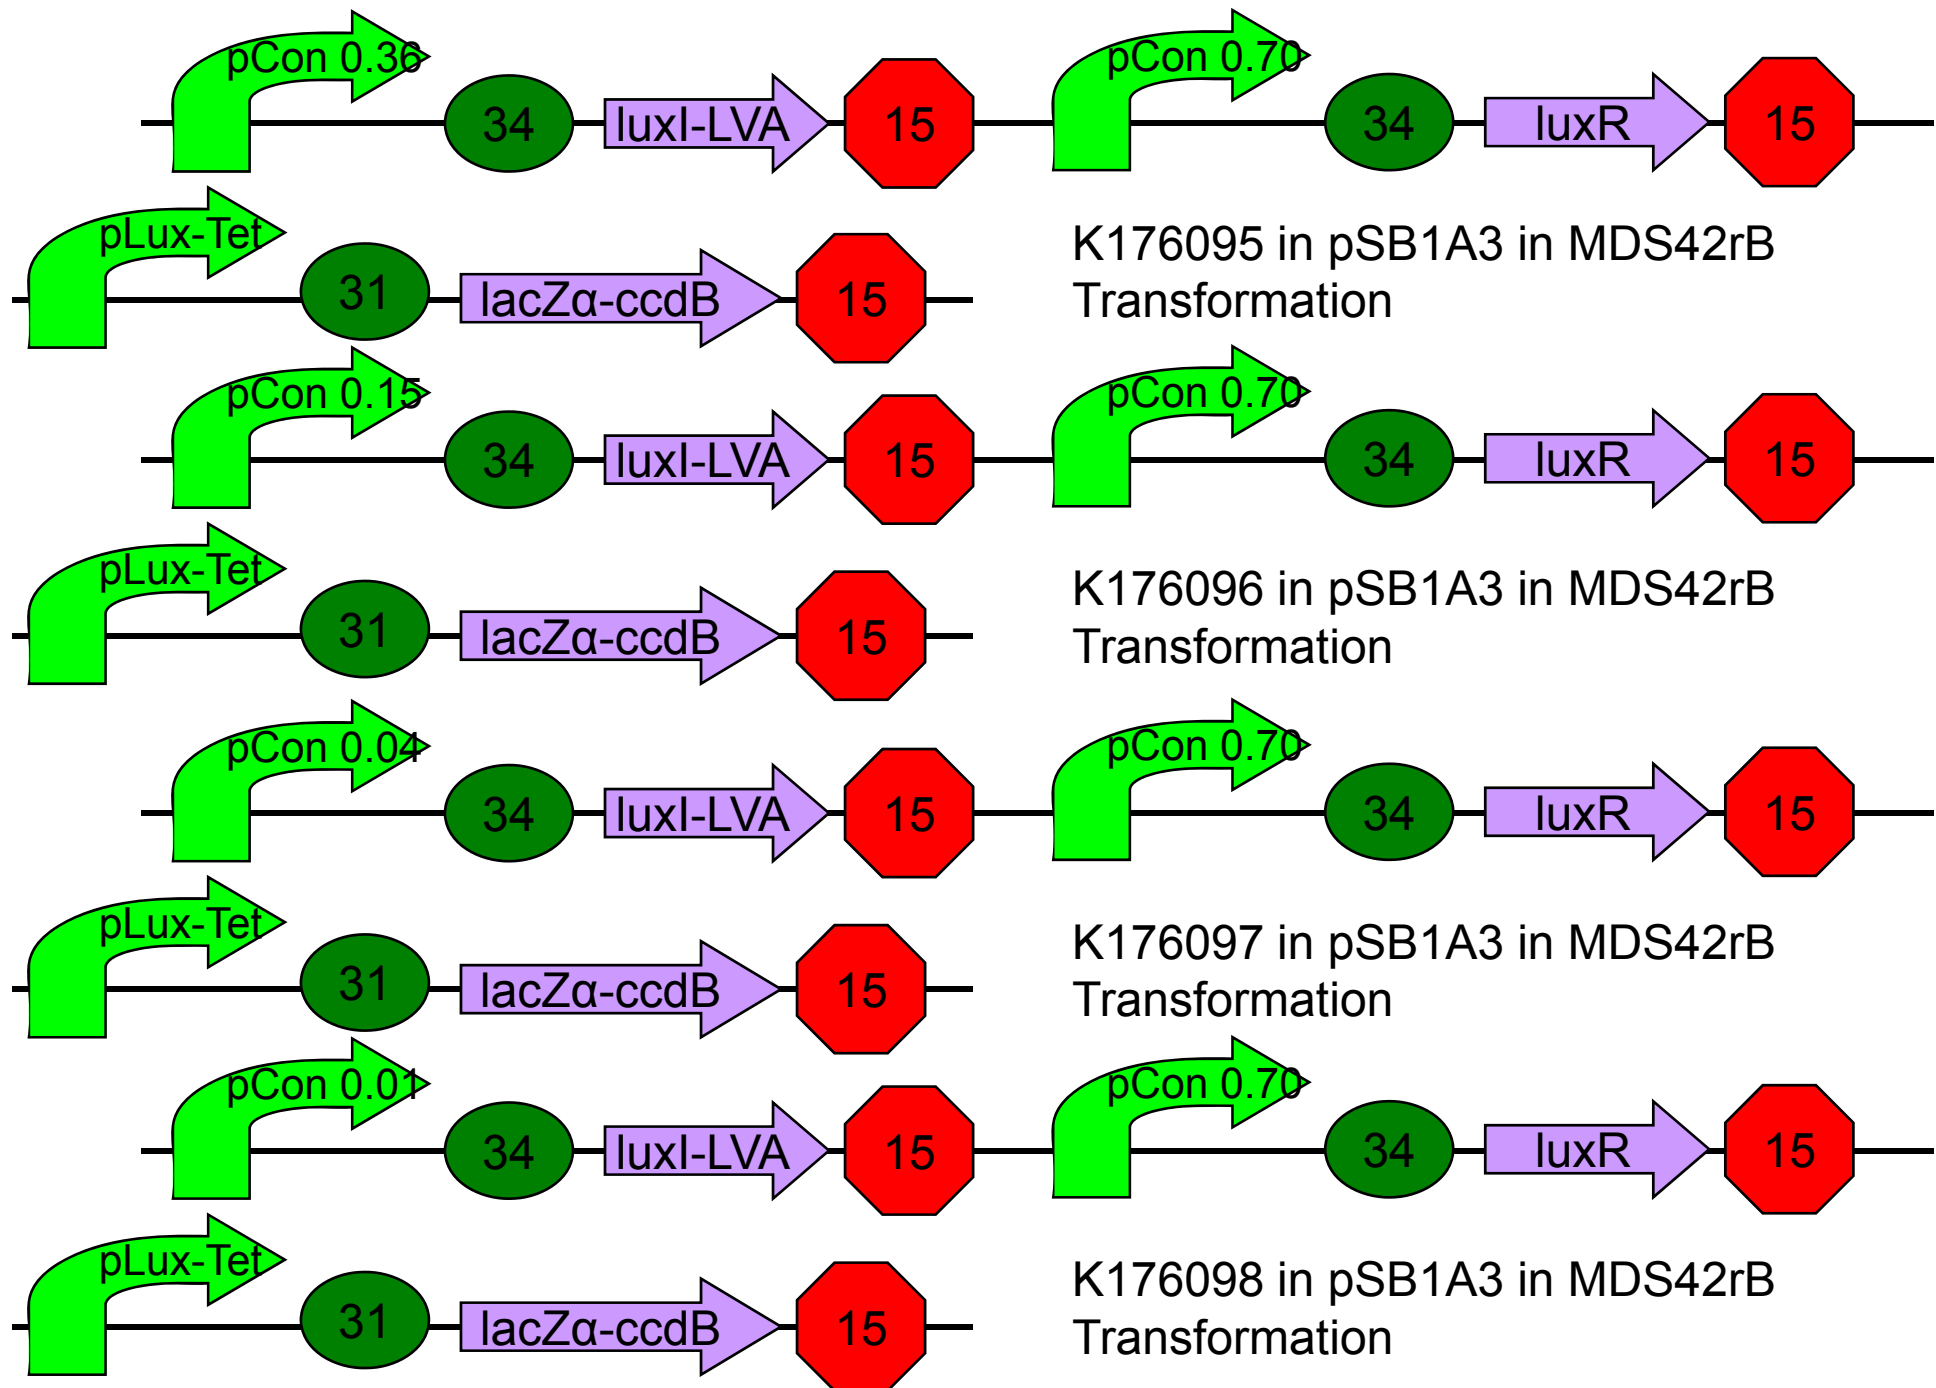 pCon 0.36 34 luxI-LVA 15 pCon 0.70 34 luxR 15
pLux-Tet 31 lacZα-ccdB 15 K176095 in pSB1A3 in MDS42rB
Transformation
pCon 0.15 34 luxI-LVA 15 pCon 0.70 34 luxR 15
pLux-Tet 31 lacZα-ccdB 15 K176096 in pSB1A3 in MDS42rB
Transformation
pCon 0.04 34 luxI-LVA 15 pCon 0.70 34 luxR 15
pLux-Tet 31 lacZα-ccdB 15 K176097 in pSB1A3 in MDS42rB
Transformation
pCon 0.01 34 luxI-LVA 15 pCon 0.70 34 luxR 15
pLux-Tet 31 lacZα-ccdB 15 K176098 in pSB1A3 in MDS42rB
Transformation